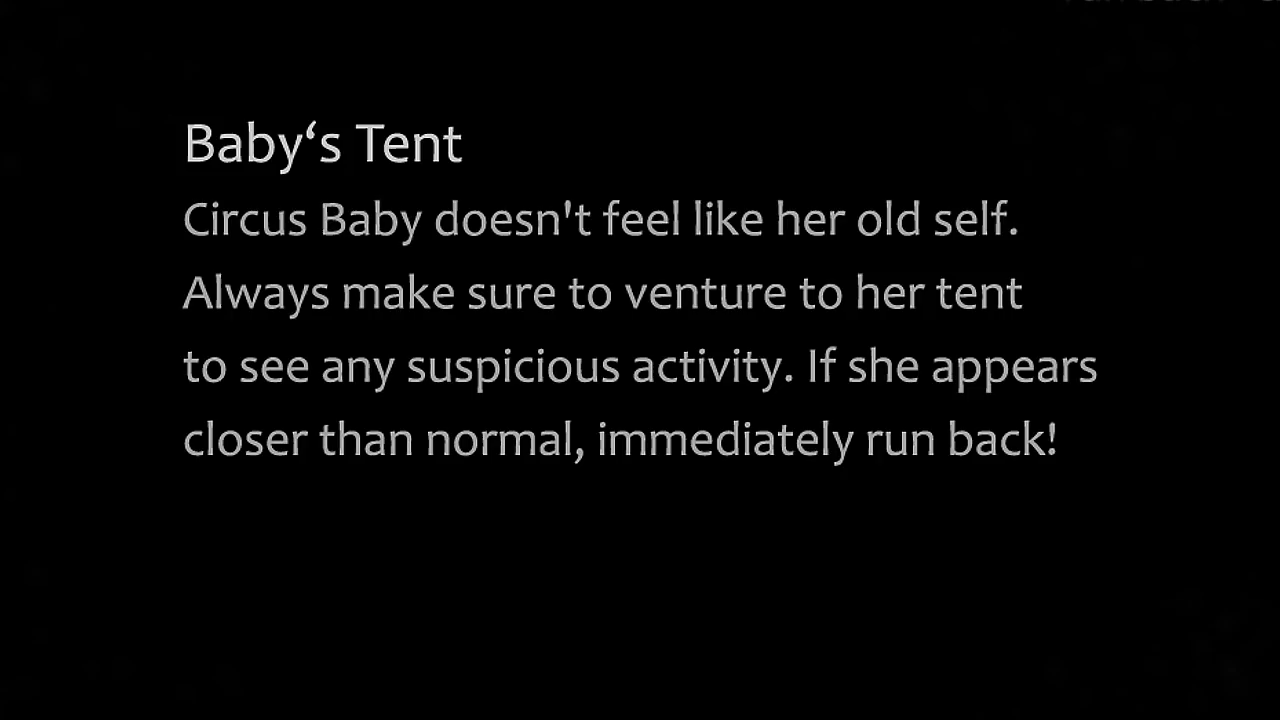 Baby‘s Tent
Circus Baby doesn't feel like her old self.
Always make sure to venture to her tent
to see any suspicious activity. If she appears
closer than normal, immediately run back!